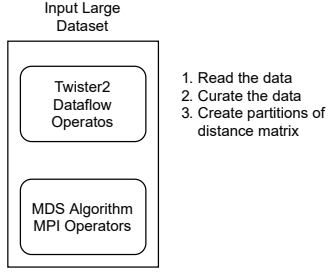 Input Large
Dataset
Twister2
Dataflow
Operatos
1. Read the data
2. Curate the data
3. Create partitions of
distance matrix
MDS Algorithm
MPI Operators